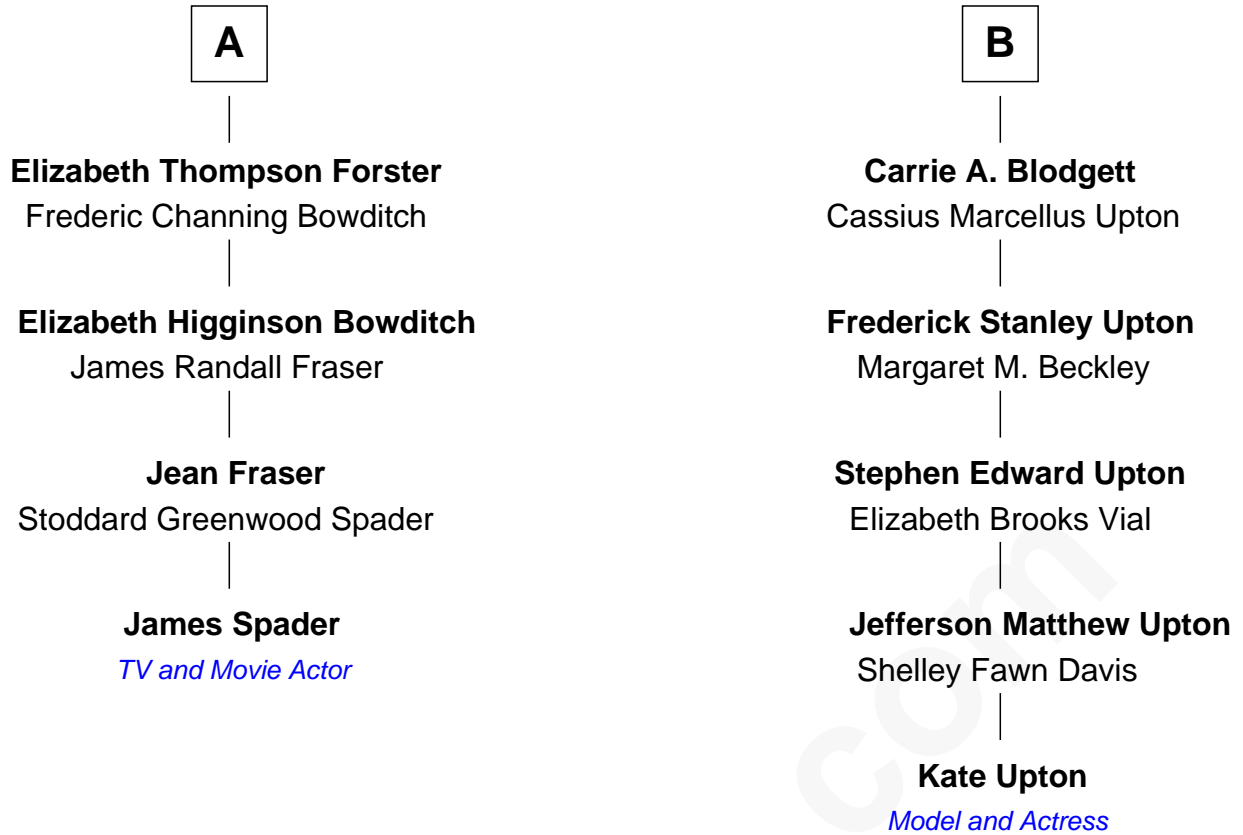 A
Elizabeth Thompson Forster
Frederic Channing Bowditch
Elizabeth Higginson Bowditch
James Randall Fraser
Jean Fraser
Stoddard Greenwood Spader
James Spader
TV and Movie Actor
B
Carrie A. Blodgett
Cassius Marcellus Upton
Frederick Stanley Upton
Margaret M. Beckley
Stephen Edward Upton
Elizabeth Brooks Vial
Jefferson Matthew Upton
Shelley Fawn Davis
Kate Upton
Model and Actress
com